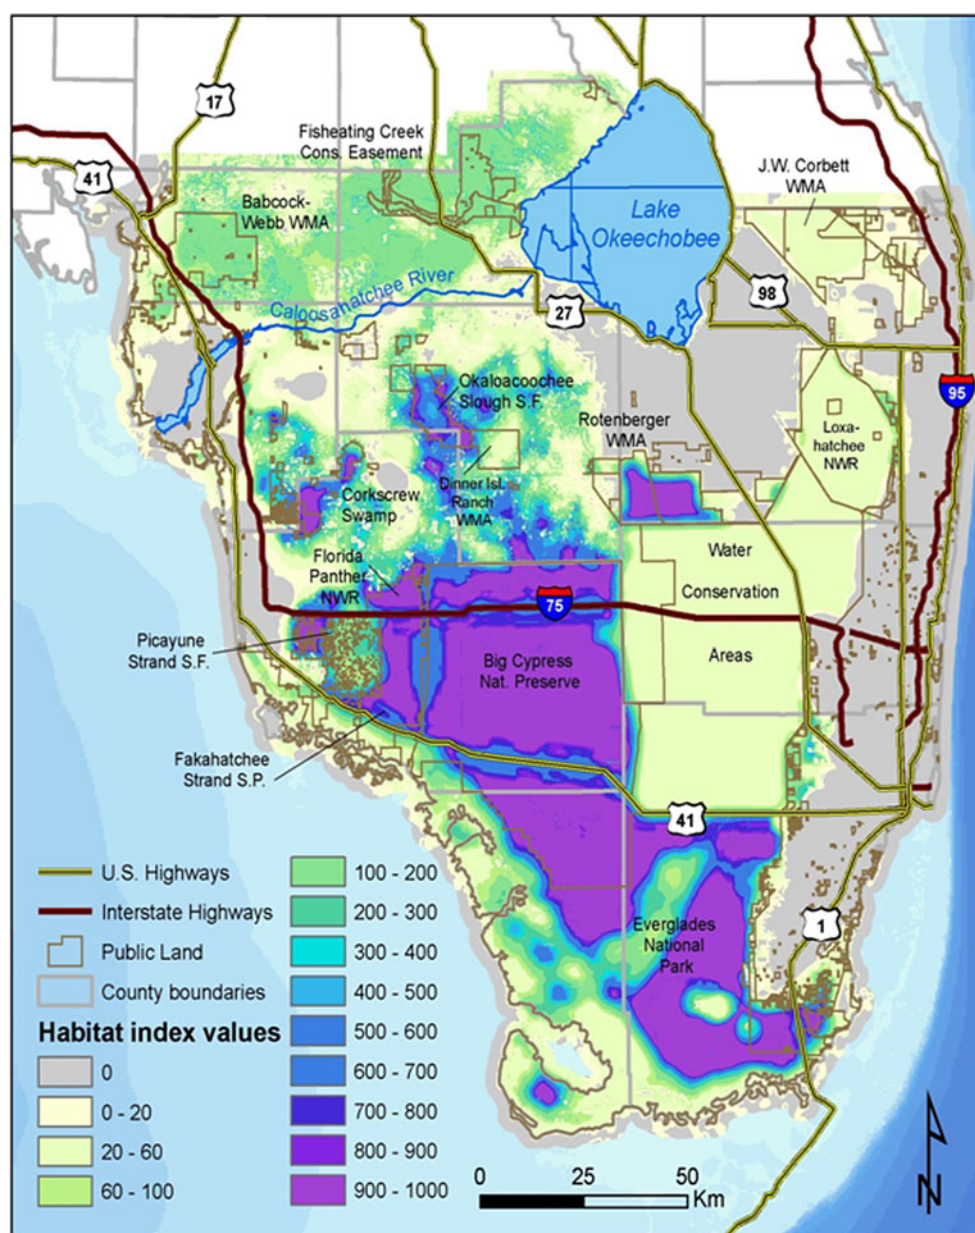 17
41
Fisheating Creek
Cons. Easement
J.W. Corbett
WMA
Babcock-
Webb WMA
Lake
Okeechobee
Caloosahatchee River
98
27
95
Okaloacoochee
Slough S.F.
Rotenberger
WMA
Loxa-
hatchee
NWR
Dinner Isl.
Ranch
WMA
Corkscrew
Swamp
Florida
Panther
NWR
Water
Conservation
Areas
75
Picayune
Strand S.F.
Big Cypress
Nat. Preserve
Fakahatchee
Strand S.P.
41
1
Everglades
National
Park
U.S. Highways
Interstate Highways
Public Land
County boundaries
Habitat index values
0
0 - 20
20 - 60
60 - 100
100 - 200
200 - 300
300 - 400
400 - 500
500 - 600
600 - 700
700 - 800
800 - 900
900 - 1000
0 25 50
Km
N